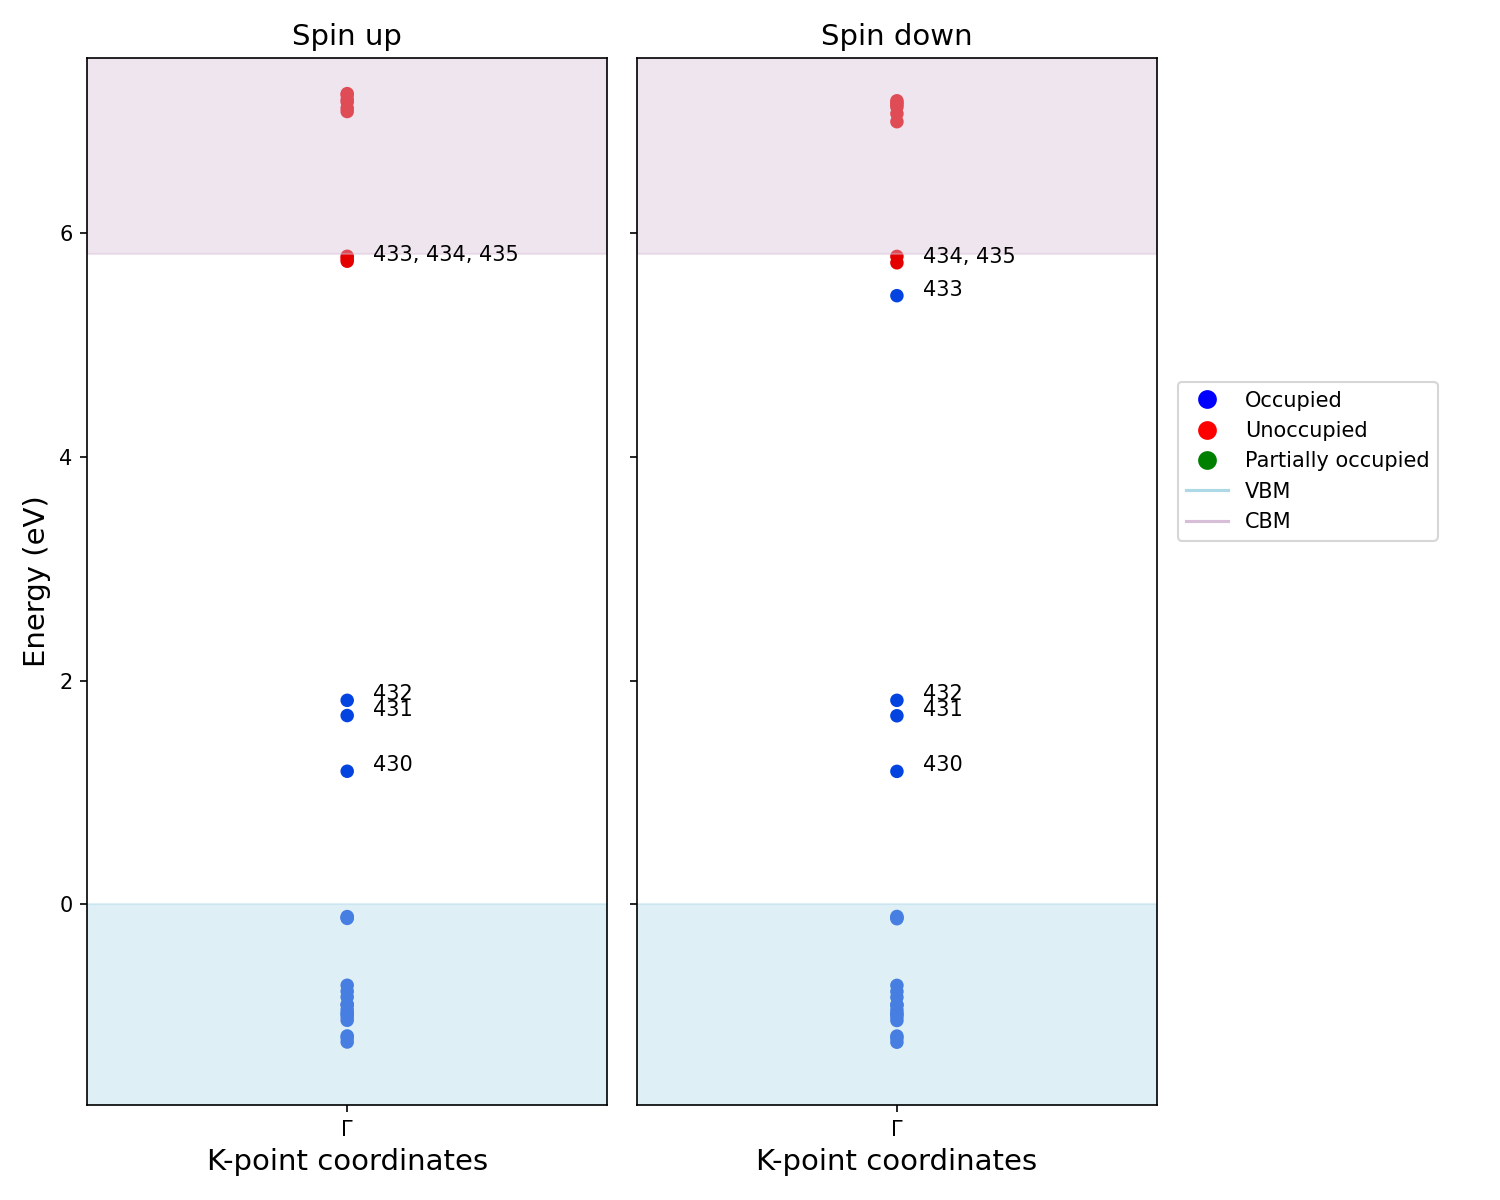 Spin up
Spin down
Energy (eV)
6
4
2
0
433, 434, 435
432
431
430
434, 435
433
432
431
430
Γ
Γ
K-point coordinates
K-point coordinates
Occupied
Unoccupied
Partially occupied
VBM
CBM